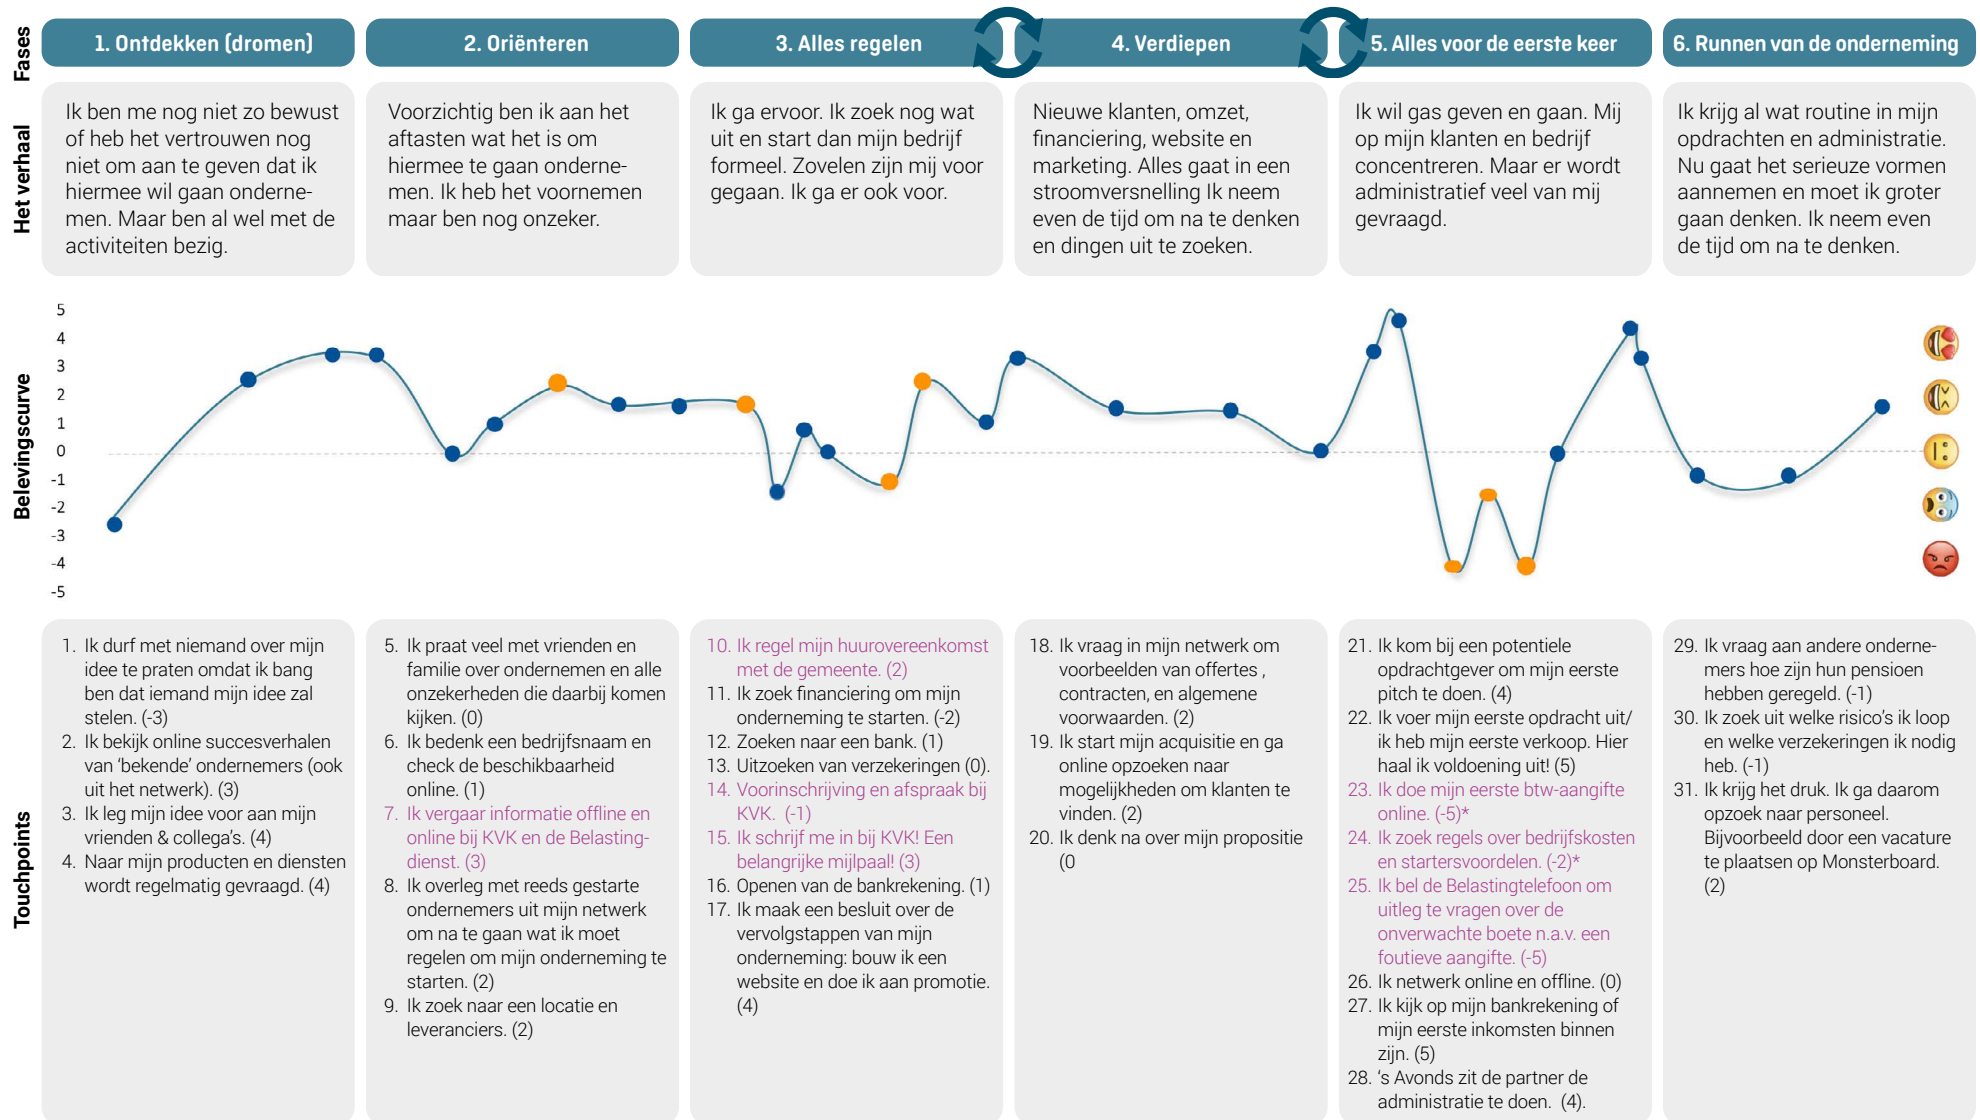 Fases
1. Ontdekken (dromen)
2. Oriënteren
3. Alles regelen
4. Verdiepen
5. Alles voor de eerste keer
6. Runnen van de onderneming
Het verhaal
Ik ben me nog niet zo bewust
of heb het vertrouwen nog
niet om aan te geven dat ik
hiermee wil gaan onderne-
men. Maar ben al wel met de
activiteiten bezig.
Voorzichtig ben ik aan het
aftasten wat het is om
hiermee te gaan onderne-
men. Ik heb het voornemen
maar ben nog onzeker.
Ik ga ervoor. Ik zoek nog wat
uit en start dan mijn bedrijf
formeel. Zovelen zijn mij voor
gegaan. Ik ga er ook voor.
Nieuwe klanten, omzet,
financiering, website en
marketing. Alles gaat in een
stroomversnelling Ik neem
even de tijd om na te denken
en dingen uit te zoeken.
Ik wil gas geven en gaan. Mij
op mijn klanten en bedrijf
concentreren. Maar er wordt
administratief veel van mij
gevraagd.
Ik krijg al wat routine in mijn
opdrachten en administratie.
Nu gaat het serieuze vormen
aannemen en moet ik groter
gaan denken. Ik neem even
de tijd om na te denken.
Belevingscurve
5
4
3
2
1
0
-1
-2
-3
-4
-5
Touchpoints
1. Ik durf met niemand over mijn
idee te praten omdat ik bang
ben dat iemand mijn idee zal
stelen. (-3)
2. Ik bekijk online succesverhalen
van ‘bekende’ ondernemers (ook
uit het netwerk). (3)
3. Ik leg mijn idee voor aan mijn
vrienden & collega’s. (4)
4. Naar mijn producten en diensten
wordt regelmatig gevraagd. (4)
5. Ik praat veel met vrienden en
familie over ondernemen en alle
onzekerheden die daarbij komen
kijken. (0)
6. Ik bedenk een bedrijfsnaam en
check de beschikbaarheid
online. (1)
7. Ik vergaar informatie offline en
online bij KVK en de Belasting-
dienst. (3)
8. Ik overleg met reeds gestarte
ondernemers uit mijn netwerk
om na te gaan wat ik moet
regelen om mijn onderneming te
starten. (2)
9. Ik zoek naar een locatie en
leveranciers. (2)
10. Ik regel mijn huurovereenkomst
met de gemeente. (2)
11. Ik zoek financiering om mijn
onderneming te starten. (-2)
12. Zoeken naar een bank. (1)
13. Uitzoeken van verzekeringen (0).
14. Voorinschrijving en afspraak bij
KVK. (-1)
15. Ik schrijf me in bij KVK! Een
belangrijke mijlpaal! (3)
16. Openen van de bankrekening. (1)
17. Ik maak een besluit over de
vervolgstappen van mijn
onderneming: bouw ik een
website en doe ik aan promotie.
(4)
18. Ik vraag in mijn netwerk om
voorbeelden van offertes ,
contracten, en algemene
voorwaarden. (2)
19. Ik start mijn acquisitie en ga
online opzoeken naar
mogelijkheden om klanten te
vinden. (2)
20. Ik denk na over mijn propositie
(0
21. Ik kom bij een potentiele
opdrachtgever om mijn eerste
pitch te doen. (4)
22. Ik voer mijn eerste opdracht uit/
ik heb mijn eerste verkoop. Hier
haal ik voldoening uit! (5)
23. Ik doe mijn eerste btw-aangifte
online. (-5)*
24. Ik zoek regels over bedrijfskosten
en startersvoordelen. (-2)*
25. Ik bel de Belastingtelefoon om
uitleg te vragen over de
onverwachte boete n.a.v. een
foutieve aangifte. (-5)
26. Ik netwerk online en offline. (0)
27. Ik kijk op mijn bankrekening of
mijn eerste inkomsten binnen
zijn. (5)
28. ‘s Avonds zit de partner de
administratie te doen. (4).
29. Ik vraag aan andere onderne-
mers hoe zijn hun pensioen
hebben geregeld. (-1)
30. Ik zoek uit welke risico’s ik loop
en welke verzekeringen ik nodig
heb. (-1)
31. Ik krijg het druk. Ik ga daarom
opzoek naar personeel.
Bijvoorbeeld door een vacature
te plaatsen op Monsterboard.
(2)